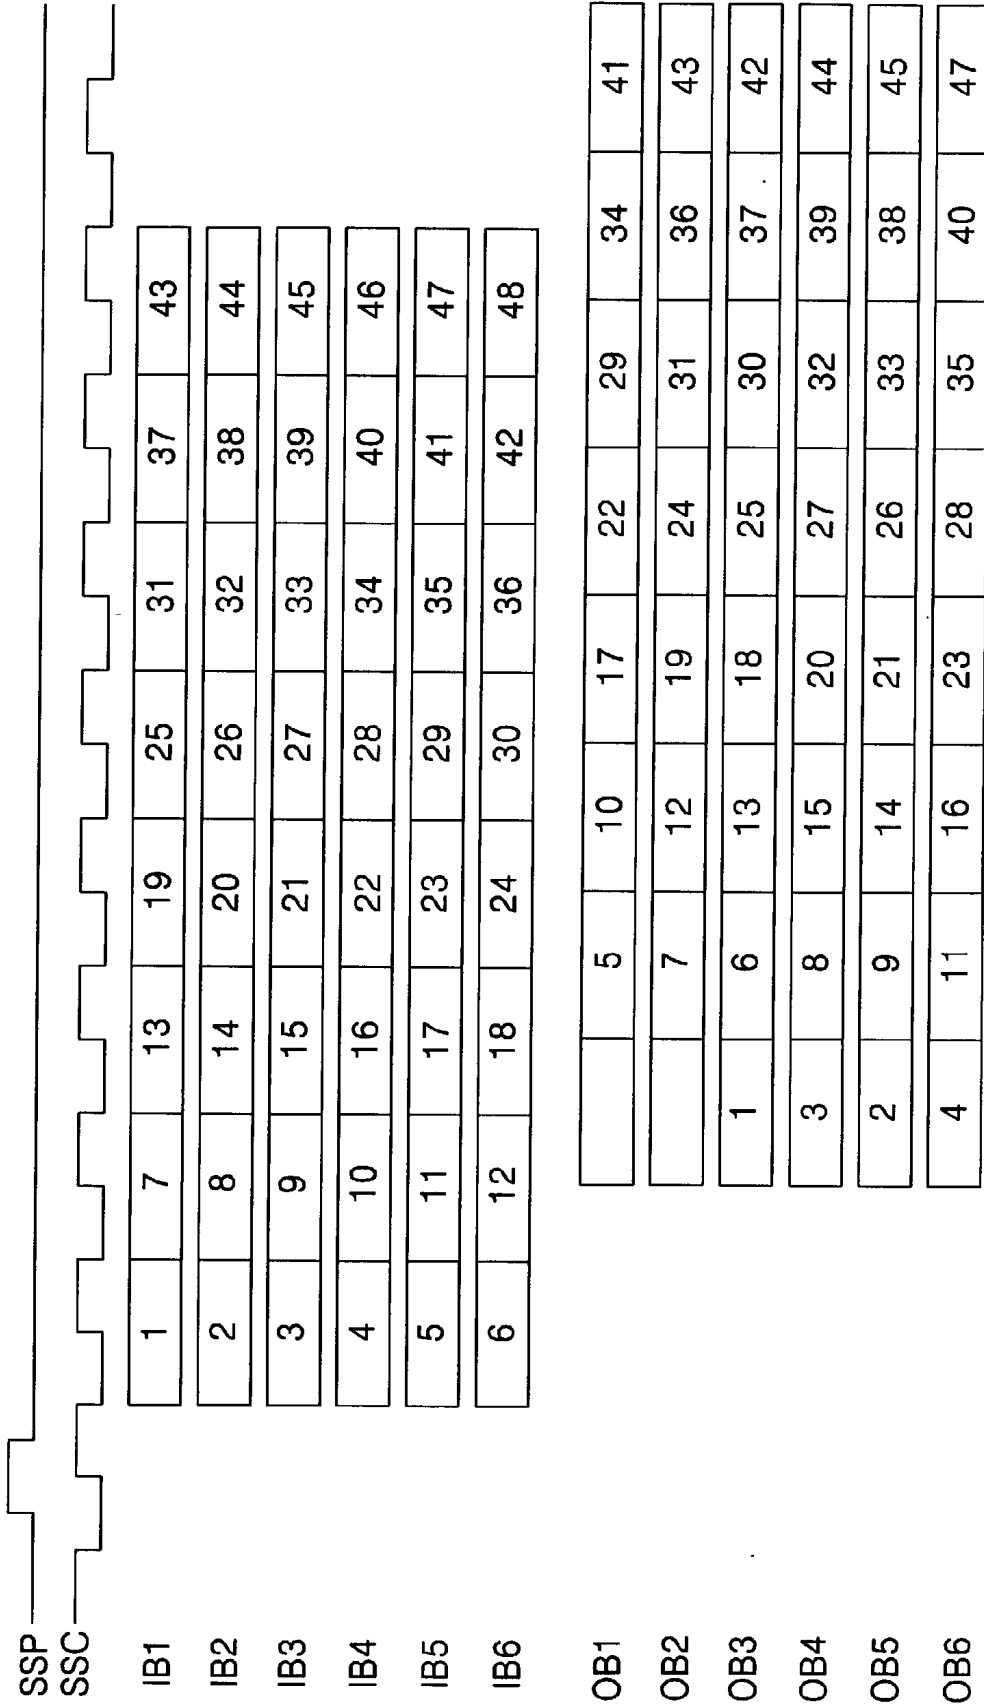 SSP
SSC
IB1 1 7 13 19 25 31 37 43
IB2 2 8 14 20 26 32 38 44
IB3 3 9 15 21 27 33 39 45
IB4 4 10 16 22 28 34 40 46
IB5 5 11 17 23 29 35 41 47
IB6 6 12 18 24 30 36 42 48
OB1 5 10 17 22 29 34 41
OB2 7 12 19 24 31 36 43
OB3 1 6 13 18 25 30 37 42
OB4 3 8 15 20 27 32 39 44
OB5 2 9 14 21 26 33 38 45
OB6 4 11 16 23 28 35 40 47